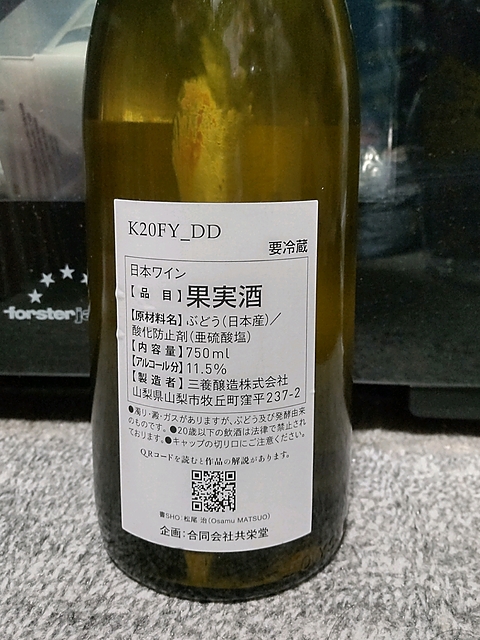 K20FY_DD
要冷蔵
日本ワイン
【品 目】果実酒
【原材料名】ぶどう(日本産)/
酸化防止剤(亜硫酸塩)
【内容量】750ml
【アルコール分】11.5%
【製造者】三養醸造株式会社
山梨県山梨市牧丘町窪平237-2
●濁り・澱・ガスがありますが、ぶどう及び発酵由来
のものです。●20歳以下の飲酒は法律で禁止され
ております。●キャップの切り口にご注意ください。
QRコードを読むと作品の解説があります。
書SHO:松尾 治(Osamu MATSUO)
企画:合同会社共栄堂
forsterja